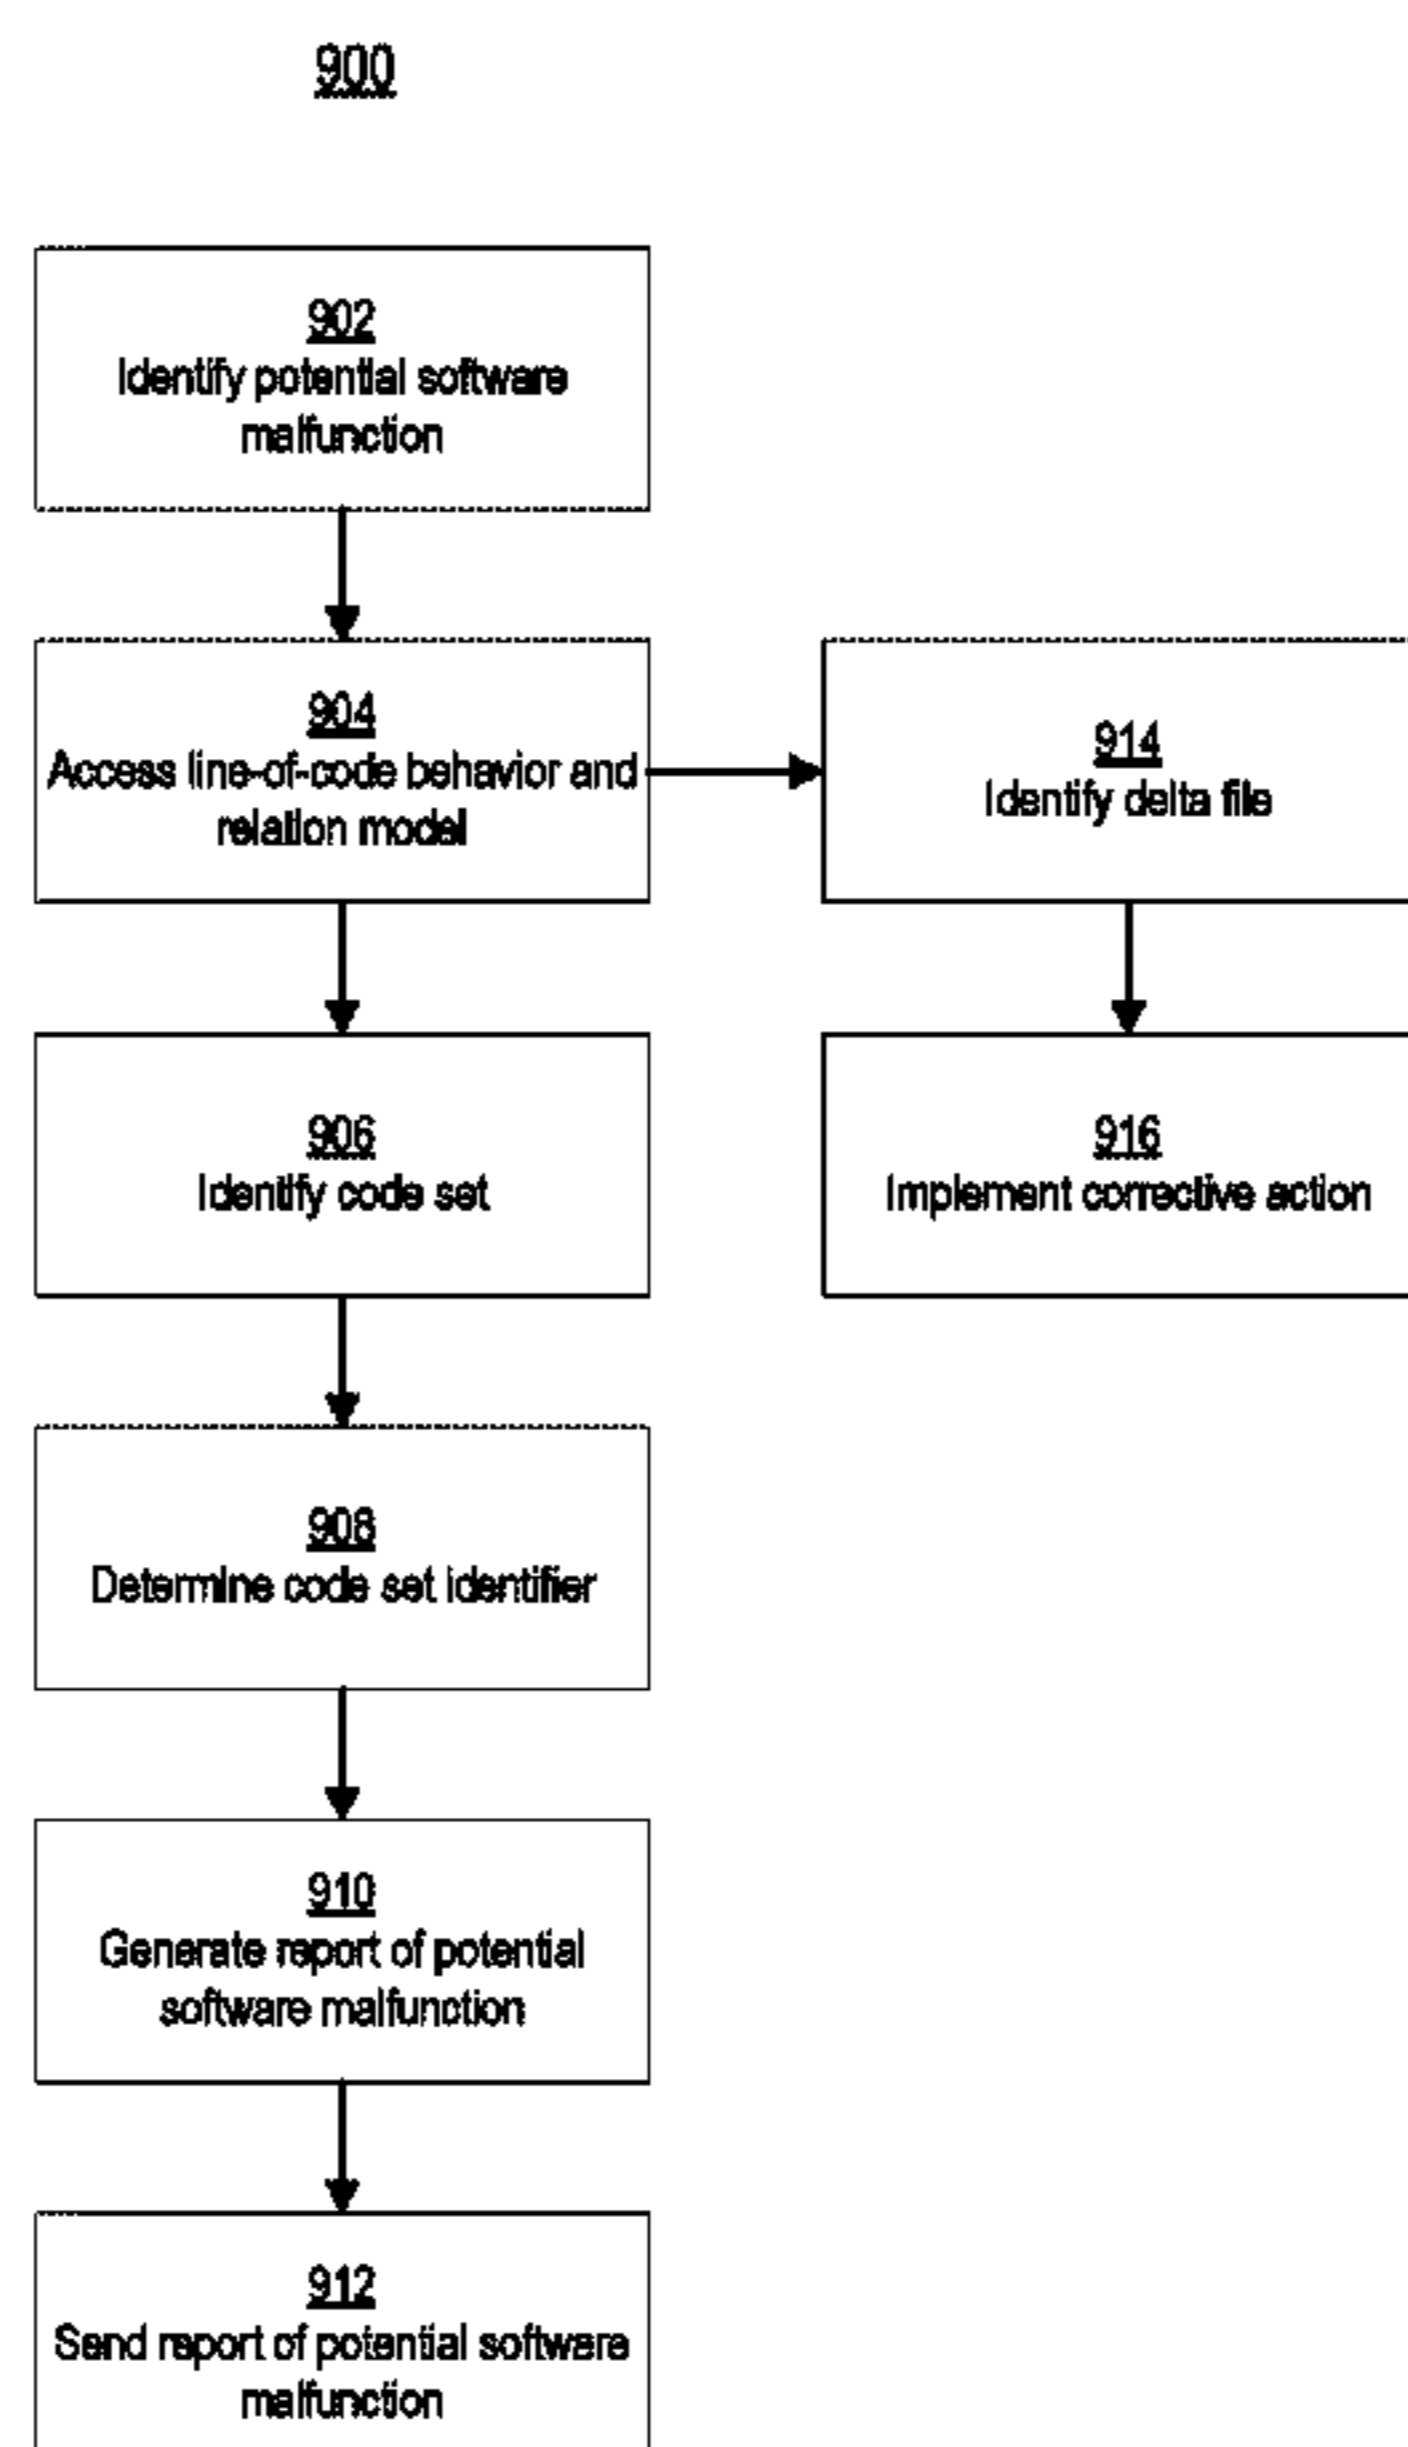 900
902
Identify potential software
malfunction
904
Access line-of-code behavior and
relation model
914
Identify delta file
906
Identify code set
916
Implement corrective action
908
Determine code set identifier
910
Generate report of potential
software malfunction
912
Send report of potential software
malfunction